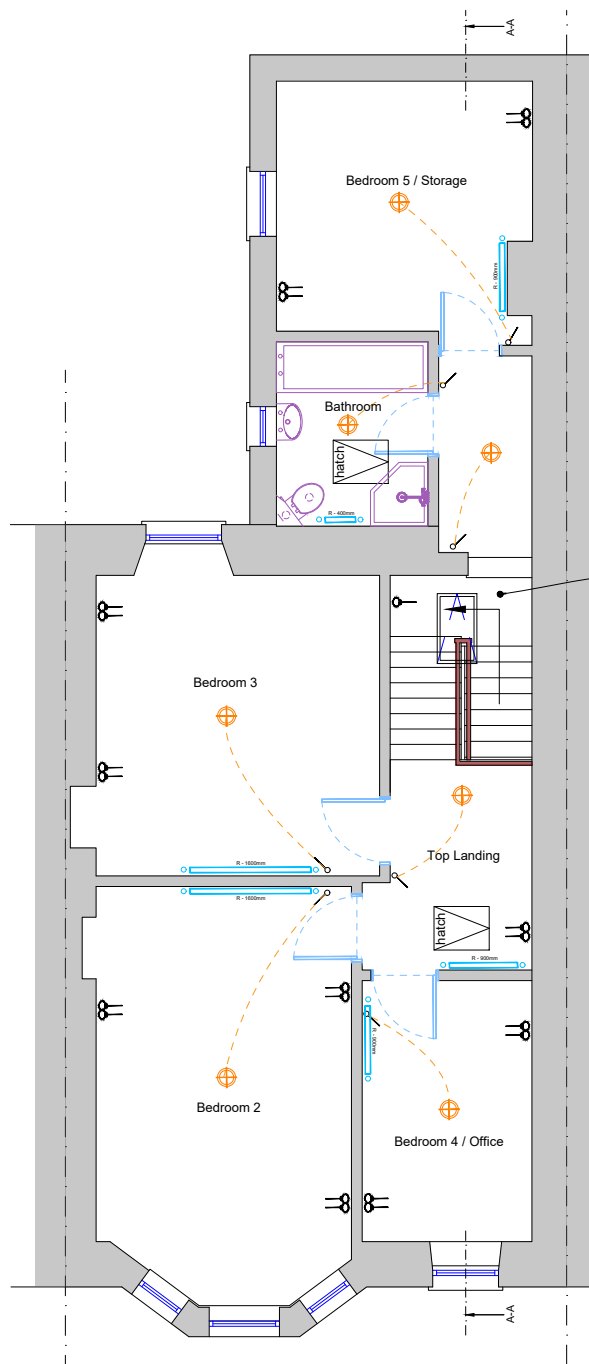 A-A
Bedroom 5 / Storage
R - 900mm
Bathroom
hatch
R - 400mm
Bedroom 3
Top Landing
R - 1600mm
R - 1600mm
hatch
R - 900mm
R - 900mm
Bedroom 2
Bedroom 4 / Office
A-A